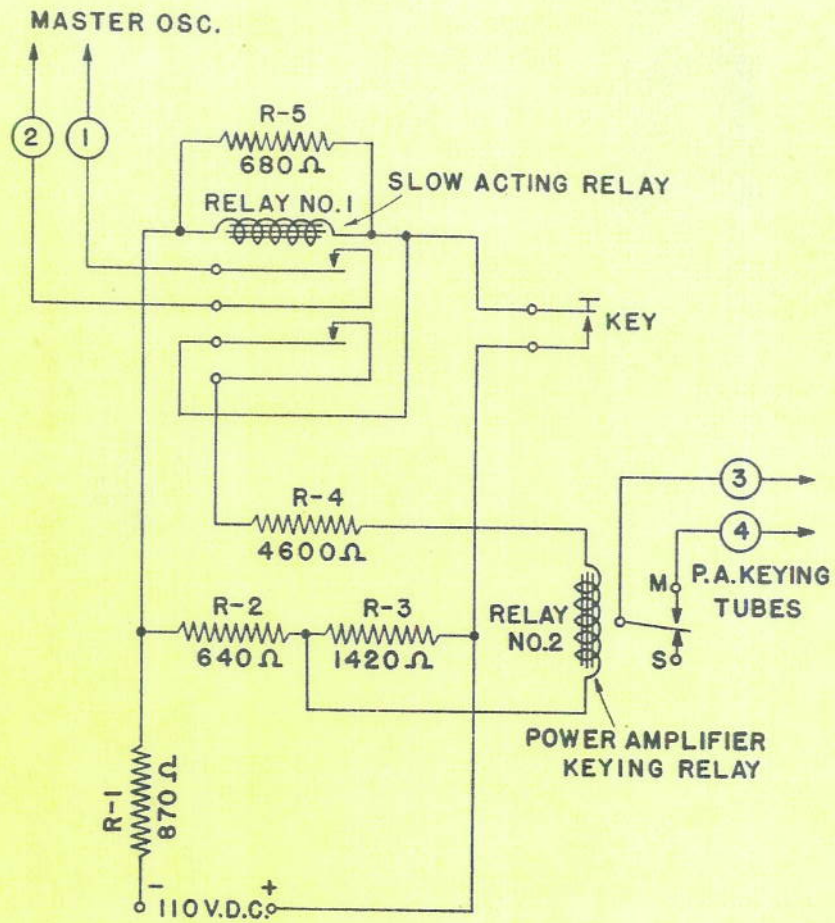 MASTER OSC.
2 1
R-5
680Ω
SLOW ACTING RELAY
RELAY NO.1
KEY
R-4
4600Ω
3
4
M
P.A. KEYING
TUBES
S
R-2
640Ω
R-3
1420Ω
RELAY
NO.2
POWER AMPLIFIER
KEYING RELAY
R-1
870Ω
- 110 V.D.C. +